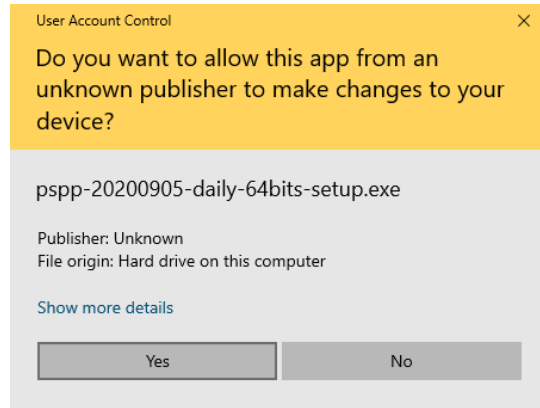 User Account Control
Do you want to allow this app from an
unknown publisher to make changes to your
device?
pspp-20200905-daily-64bits-setup.exe
Publisher: Unknown
File origin: Hard drive on this computer
Show more details
Yes No